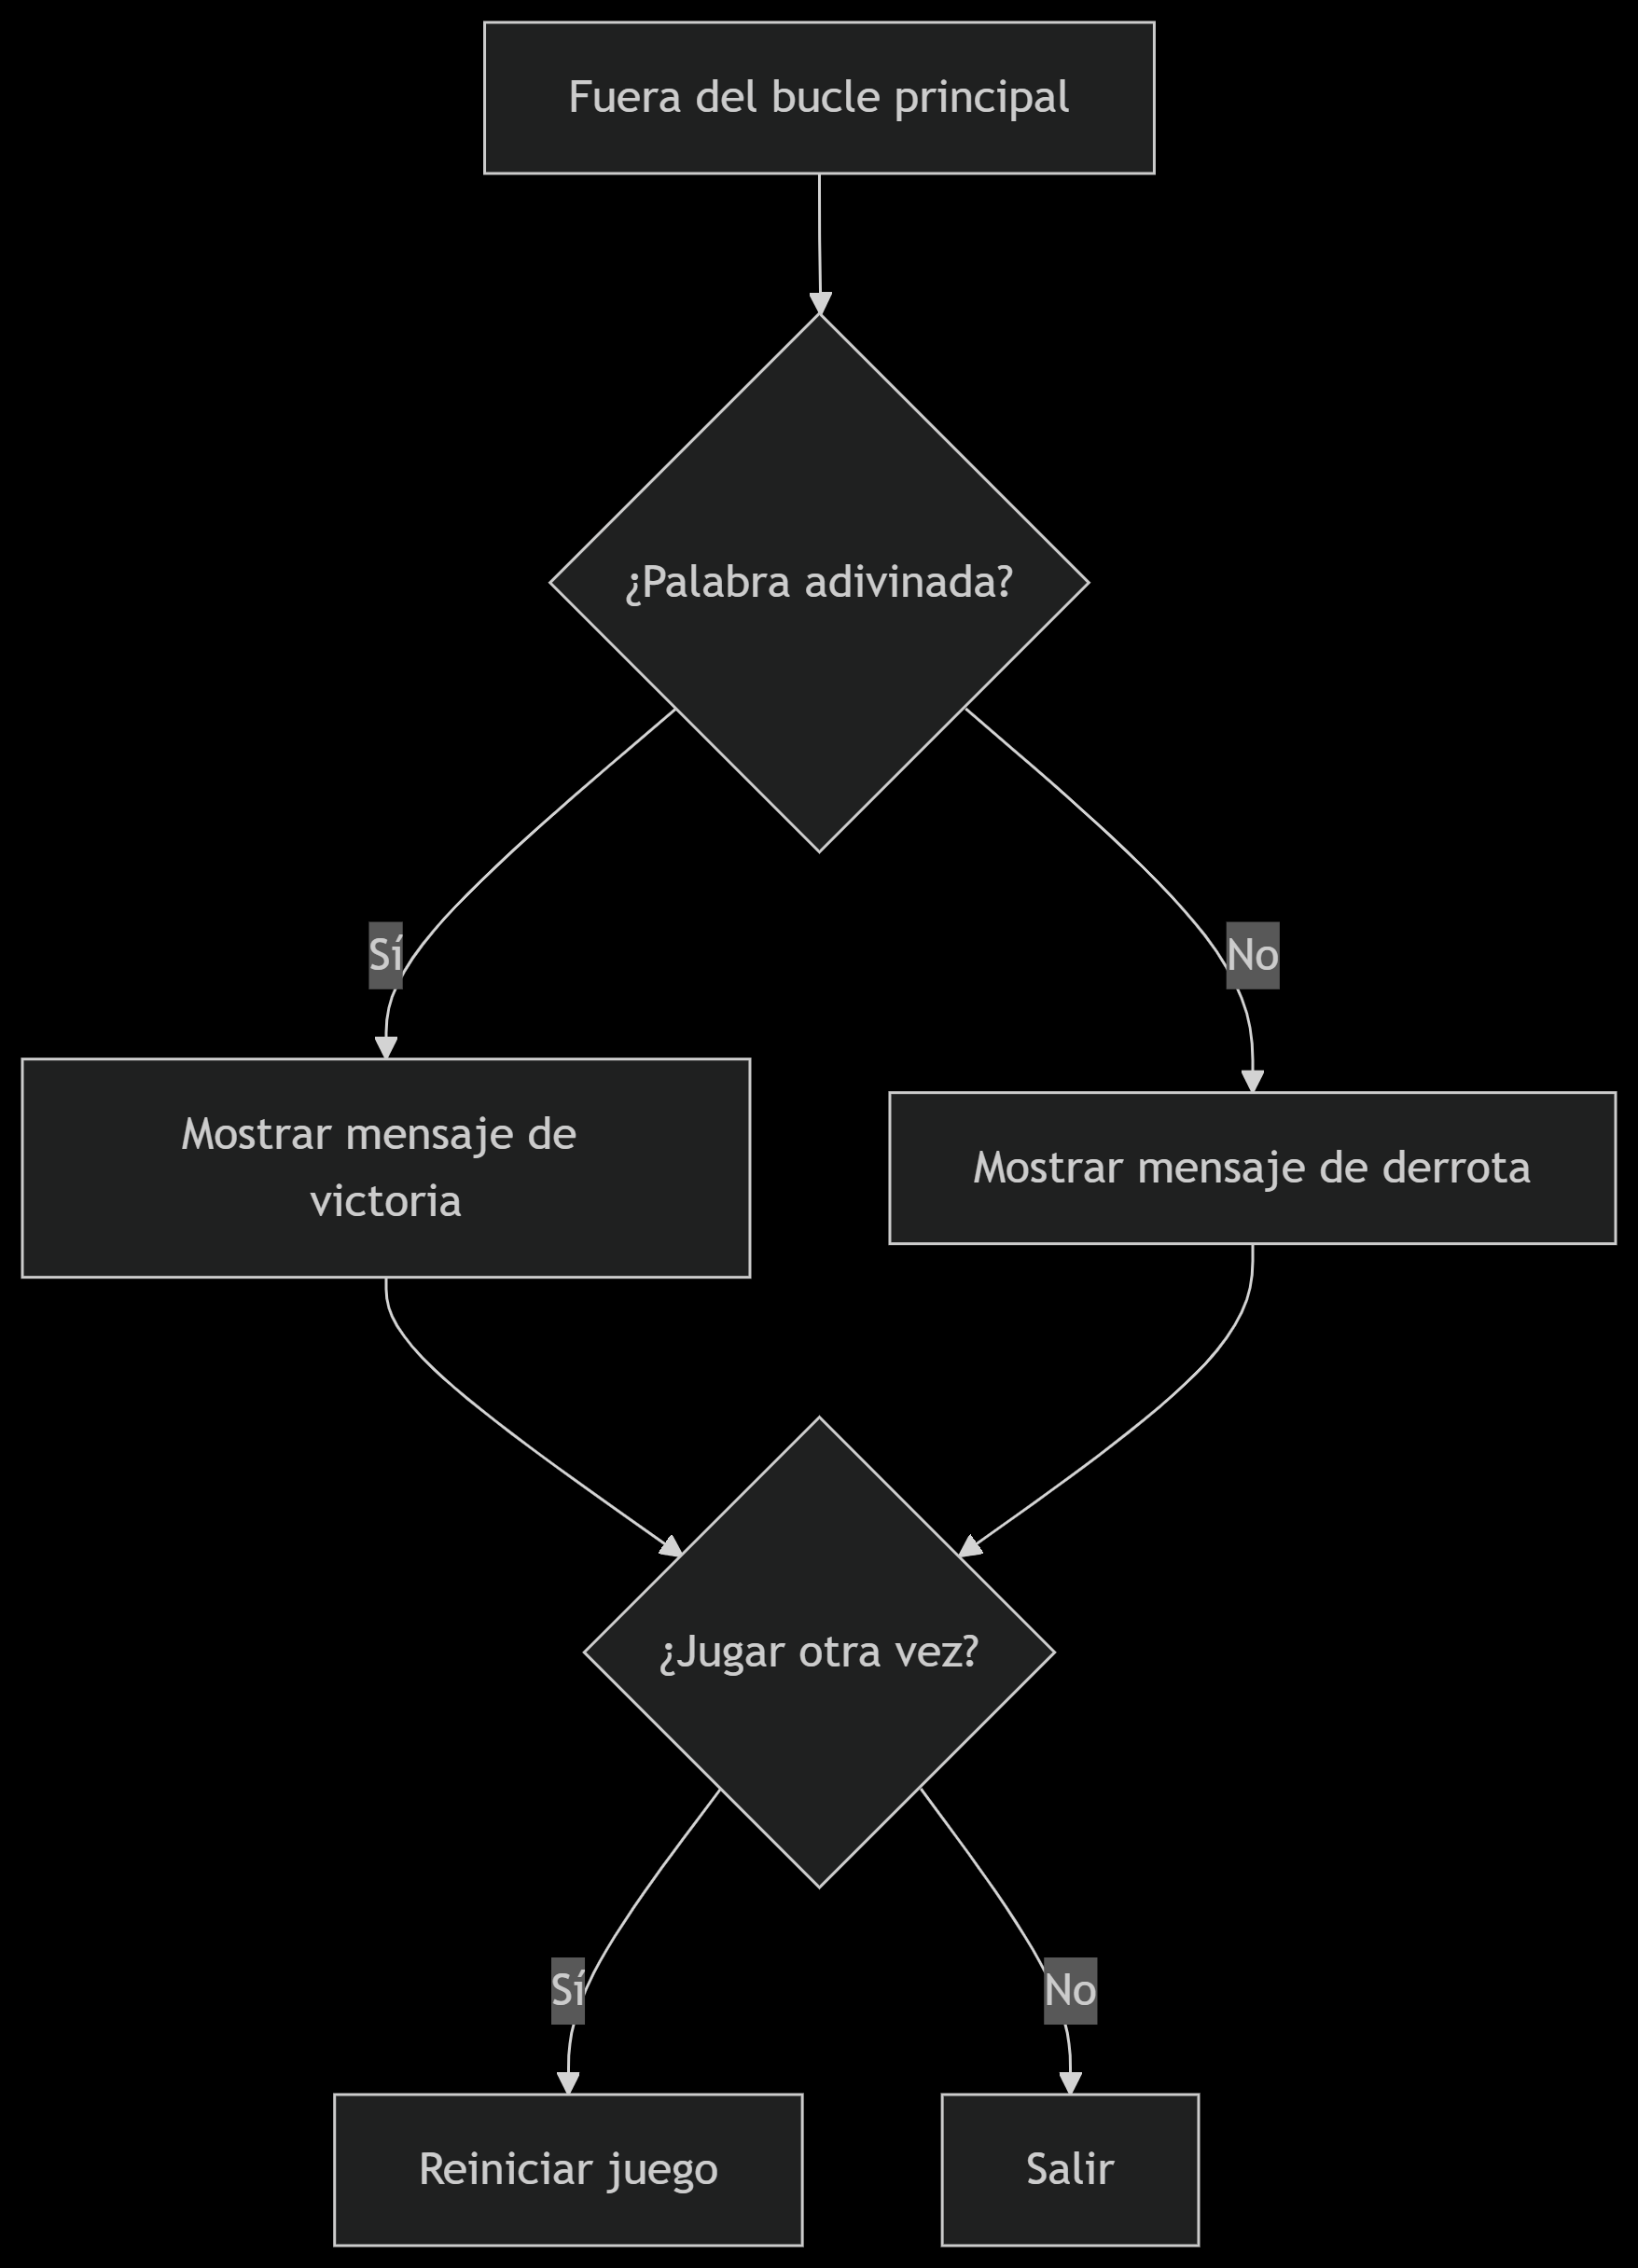 Fuera del bucle principal
¿Palabra adivinada?
Sí
No
Mostrar mensaje de
victoria
Mostrar mensaje de derrota
¿Jugar otra vez?
Sí
No
Reiniciar juego
Salir